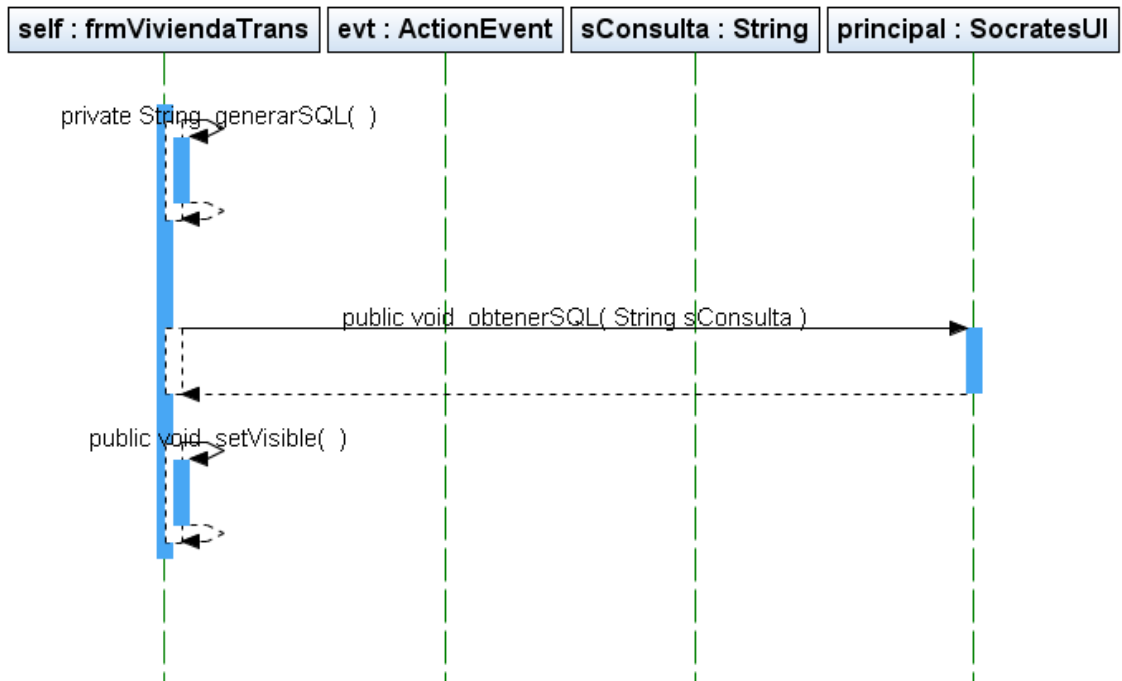 self : frmViviendaTrans
evt : ActionEvent
sConsulta : String
principal : SocratesUI
private String generarSQL( )
public void obtenerSQL( String sConsulta )
public void setVisible( )